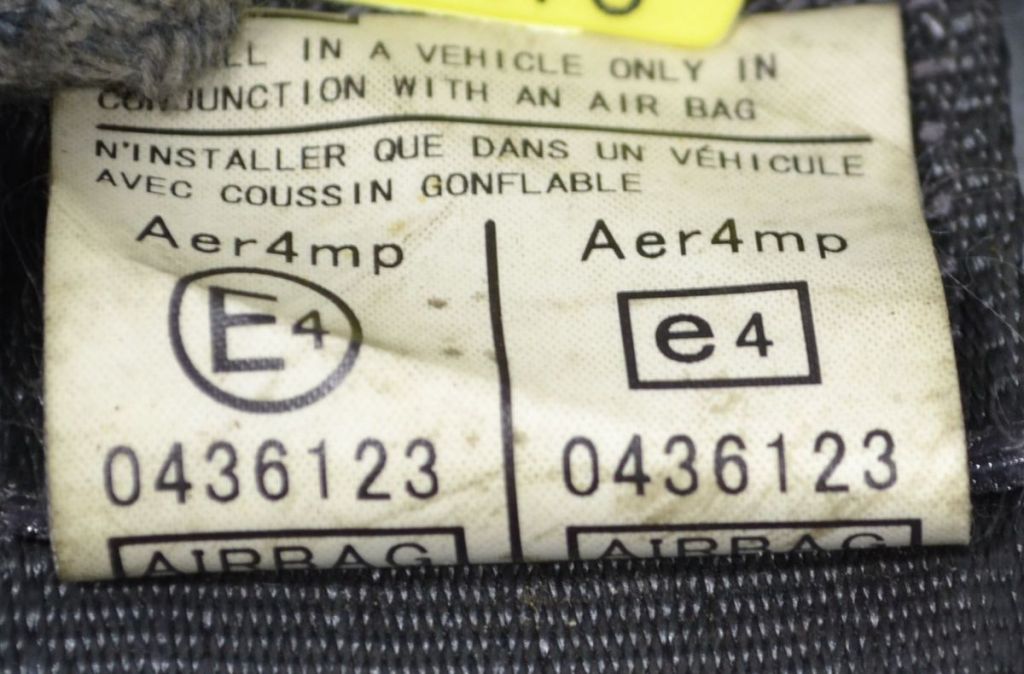 IN A VEHICLE ONLY IN
CONJUNCTION WITH AN AIR BAG
N'INSTALLER QUE DANS UN VÉHICULE
AVEC COUSSIN GONFLABLE
Aer4mp Aer4mp
E4 e4
0436123 0436123
AIRBAG AIRBAG